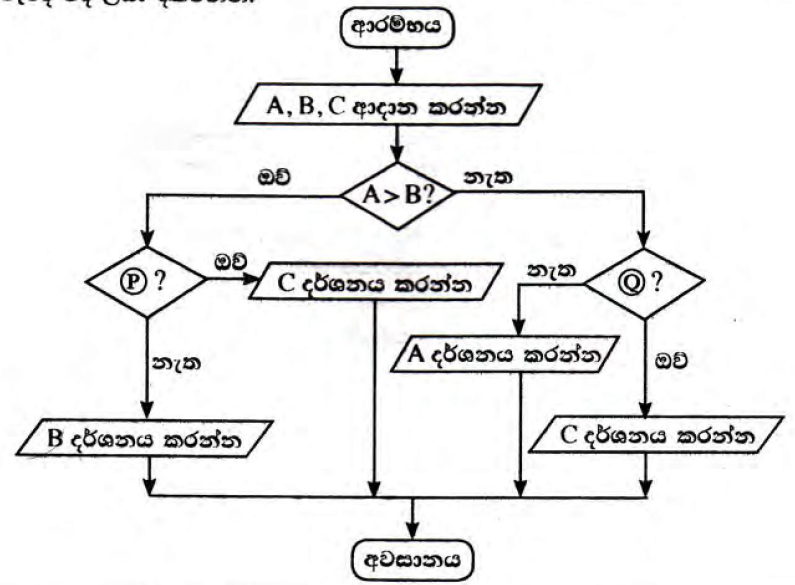 ආරම්භය
A, B, C ආදාන කරන්න
ඔව්
A > B?
නැත
Ⓟ ?
ඔව්
C දර්ශනය කරන්න
නැත
Ⓠ ?
නැත
A දර්ශනය කරන්න
ඔව්
B දර්ශනය කරන්න
C දර්ශනය කරන්න
අවසානය